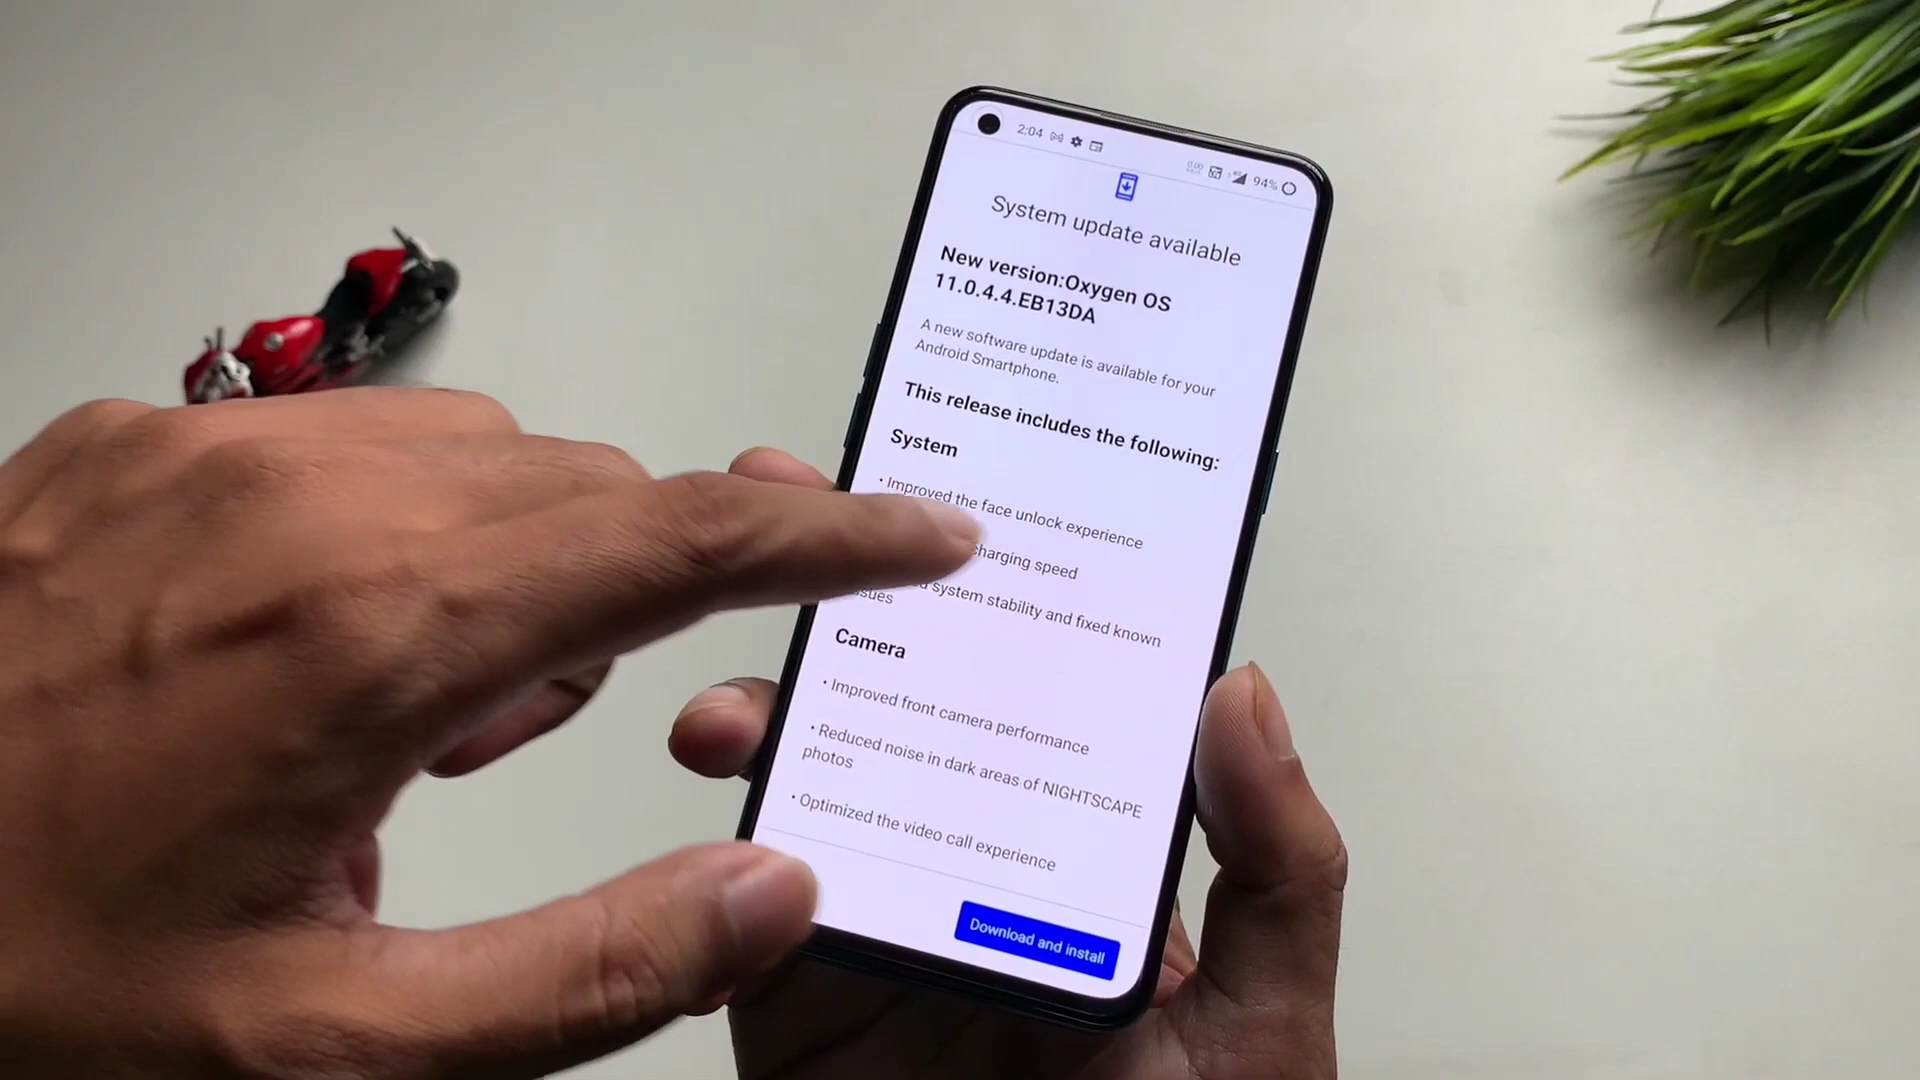 2:04
94%
System update available
New version:Oxygen OS
11.0.4.4.EB13DA
A new software update is available for your
Android Smartphone.
This release includes the following:
System
• Improved the face unlock experience
charging speed
system stability and fixed known
Camera
• Improved front camera performance
• Reduced noise in dark areas of NIGHTSCAPE
photos
• Optimized the video call experience
Download and install